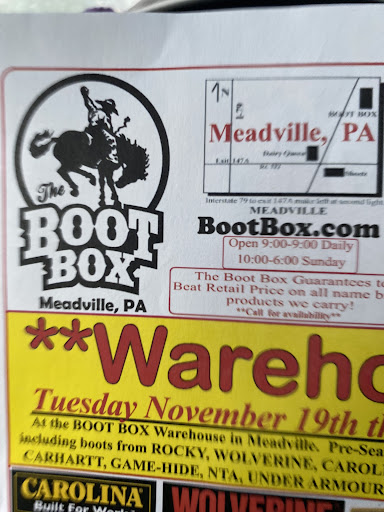 The
BOOT
BOX
Meadville, PA
N
I-79
BOOT BOX
Meadville, PA
Dairy Queen
Exit 147A
Sheetz
Interstate 79 to exit 147A make left at second light
MEADVILLE
BootBox.com
Open 9:00-9:00 Daily
10:00-6:00 Sunday
The Boot Box Guarantees to
Beat Retail Price on all name b
products we carry!
**Call for availability**
**Wareho
Tuesday November 19th th
At the BOOT BOX Warehouse in Meadville. Pre-Sea
including boots from ROCKY, WOLVERINE, CAROL
CARHARTT, GAME-HIDE, NTA, UNDER ARMOUR
CAROLINA
Built For Work
WOLVERINE